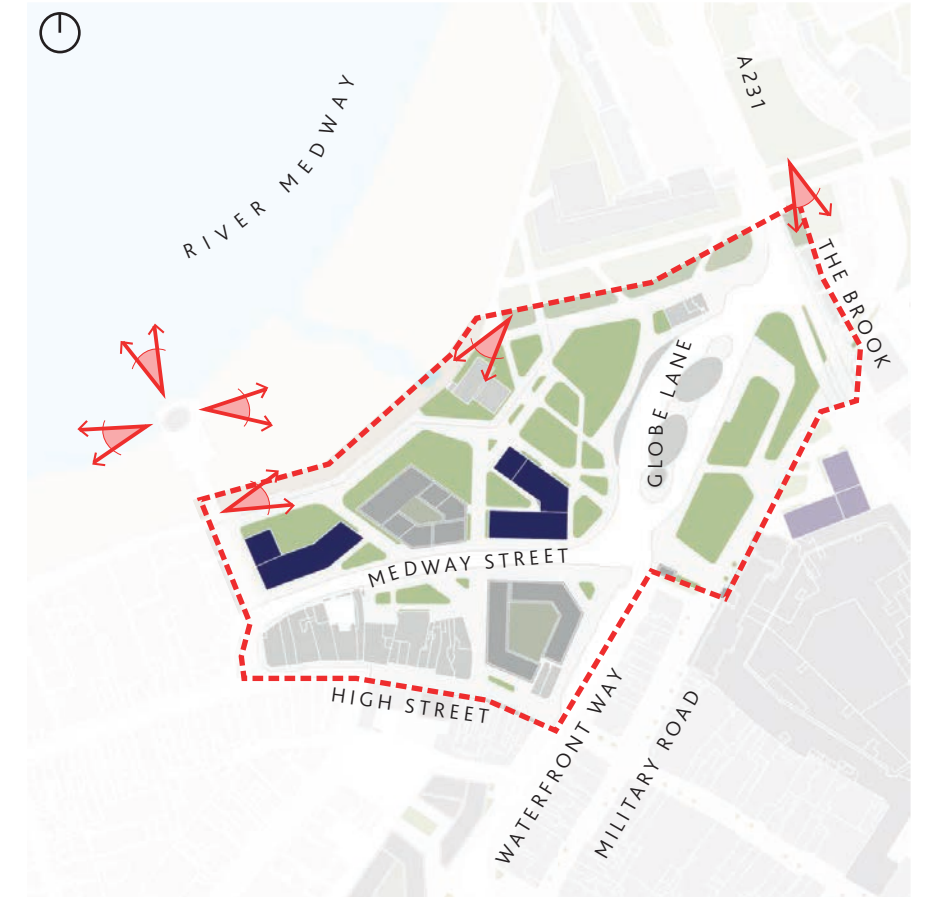 RIVER MEDWAY
A231
THE BROOK
GLOBE LANE
MEDWAY STREET
HIGH STREET
WATERFRONT WAY
MILITARY ROAD